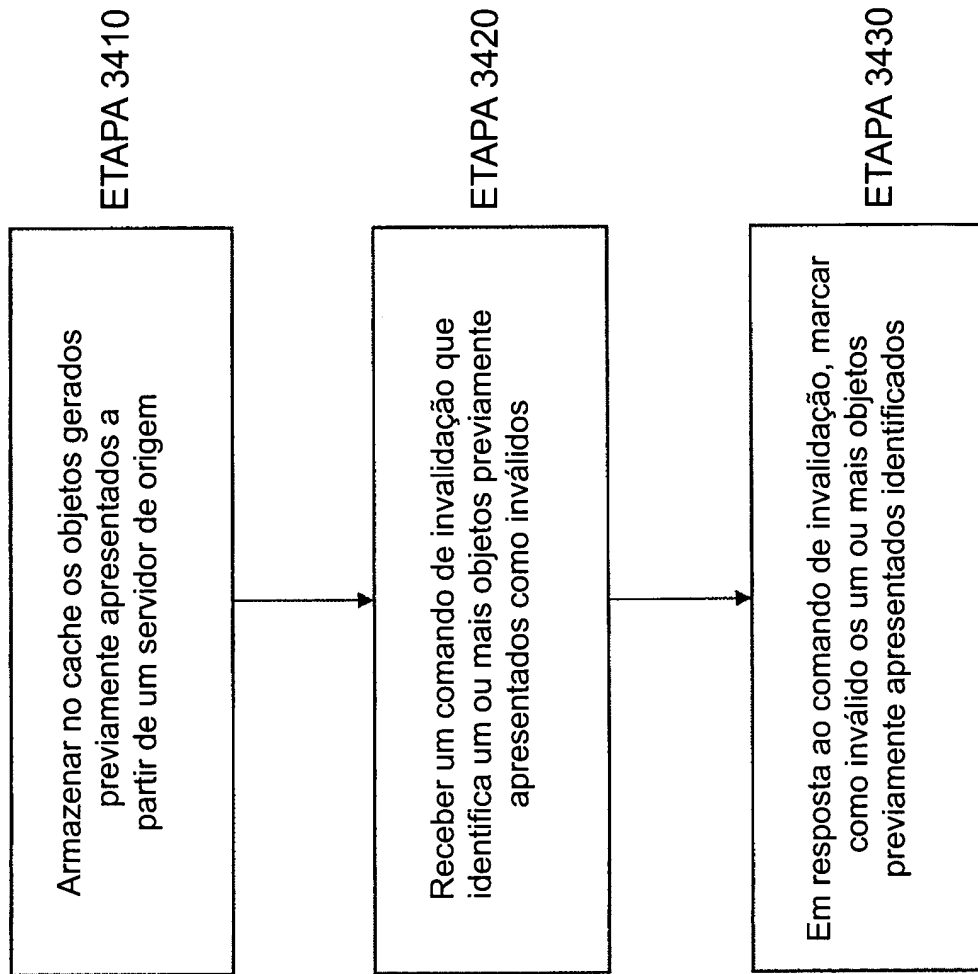 Armazenar no cache os objetos gerados
previamente apresentados a
partir de um servidor de origem
ETAPA 3410
Receber um comando de invalidação que
identifica um ou mais objetos previamente
apresentados como inválidos
ETAPA 3420
Em resposta ao comando de invalidação, marcar
como inválido os um ou mais objetos
previamente apresentados identificados
ETAPA 3430